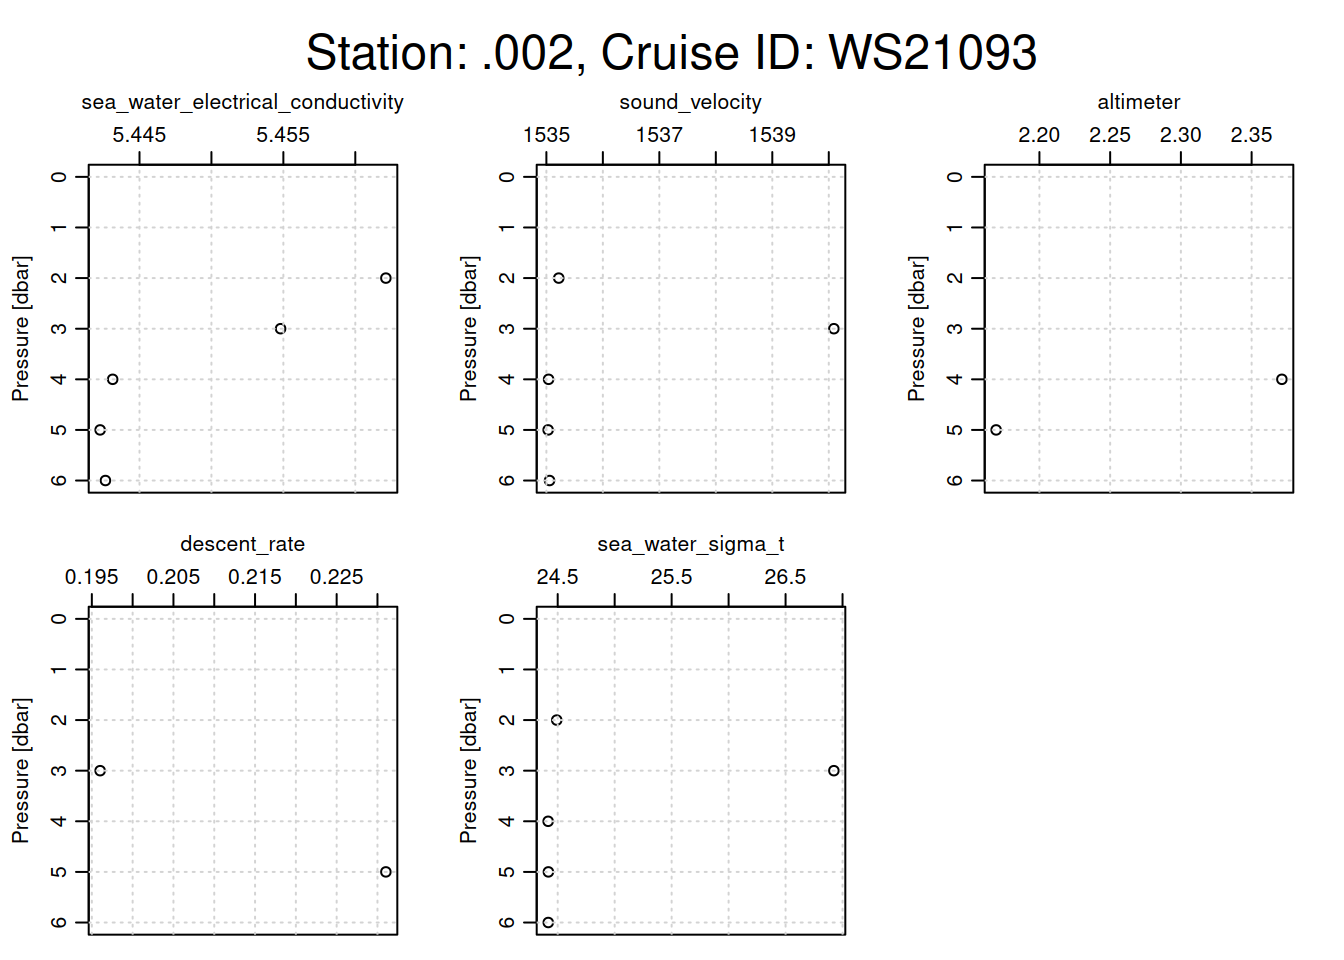 Station: .002, Cruise ID: WS21093
sea_water_electrical_conductivity
5.445 5.455
Pressure [dbar]
0
1
2
3
4
5
6
sound_velocity
1535 1537 1539
Pressure [dbar]
0
1
2
3
4
5
6
altimeter
2.20 2.25 2.30 2.35
Pressure [dbar]
0
1
2
3
4
5
6
descent_rate
0.195 0.205 0.215 0.225
Pressure [dbar]
0
1
2
3
4
5
6
sea_water_sigma_t
24.5 25.5 26.5
Pressure [dbar]
0
1
2
3
4
5
6